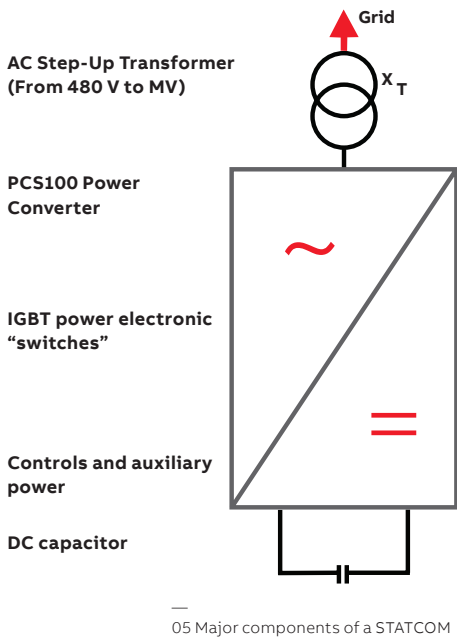 Grid
AC Step-Up Transformer
(From 480 V to MV)
X T
PCS100 Power
Converter
~
IGBT power electronic
“switches”
=
Controls and auxiliary
power
DC capacitor
—
05 Major components of a STATCOM